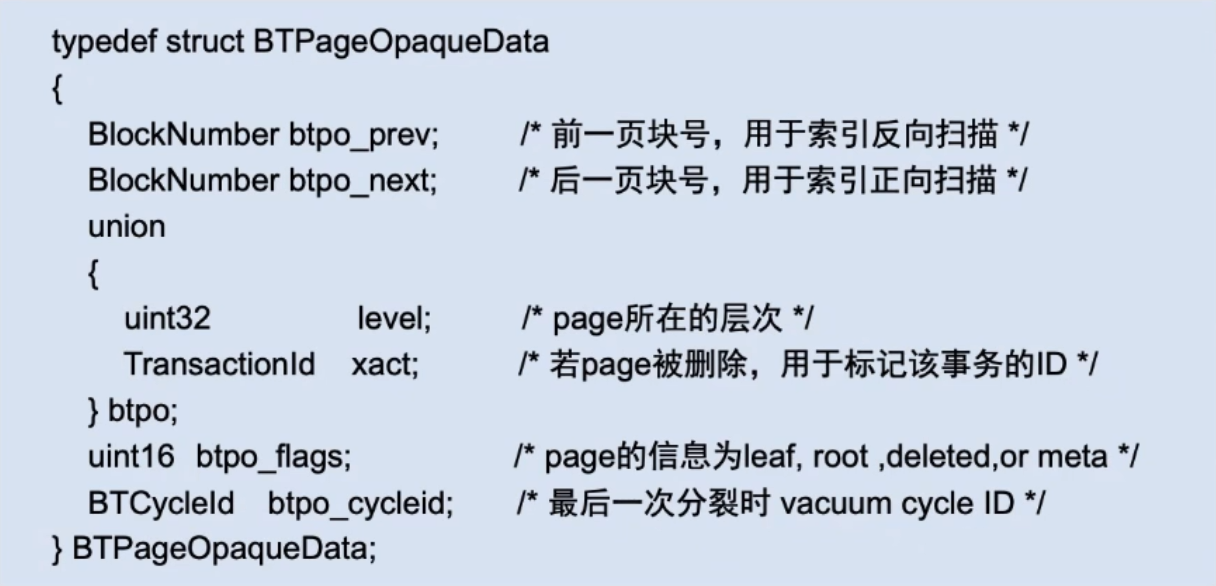 typedef struct BTPageOpaqueData
{
BlockNumber btpo_prev; /* 前一页块号，用于索引反向扫描 */
BlockNumber btpo_next; /* 后一页块号，用于索引正向扫描 */
union
{
uint32 level; /* page所在的层次 */
TransactionId xact; /* 若page被删除，用于标记该事务的ID */
} btpo;
uint16 btpo_flags; /* page的信息为leaf, root ,deleted,or meta */
BTCycleId btpo_cycleid; /* 最后一次分裂时 vacuum cycle ID */
} BTPageOpaqueData;